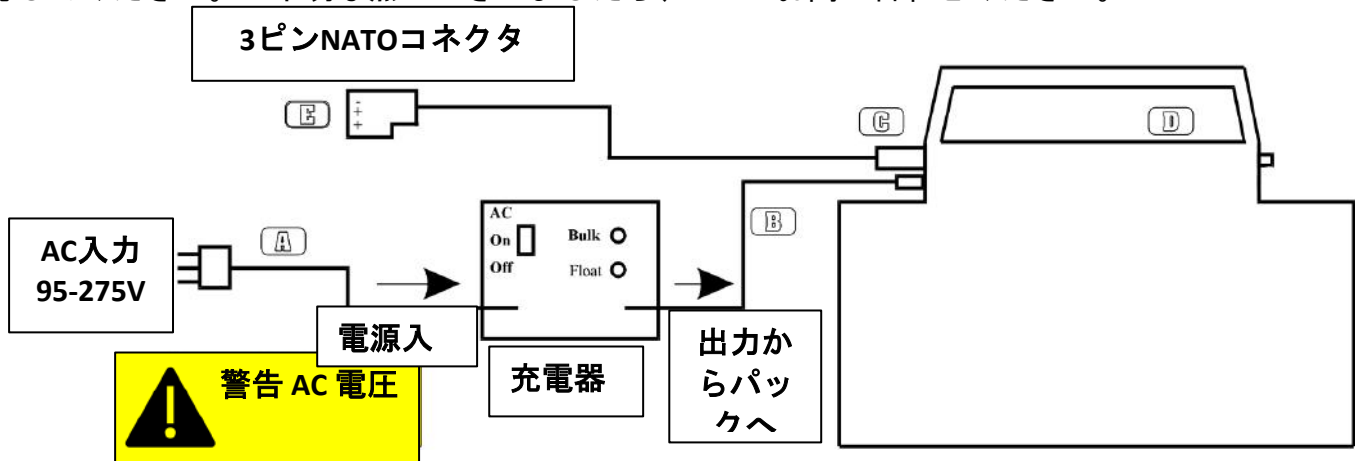 3ピンNATOコネクタ
E
-
+
+
C
D
AC入力
95-275V
A
AC
On
Off
Bulk
Float
B
電源入
充電器
出力か
らパッ
クへ
警告 AC 電圧